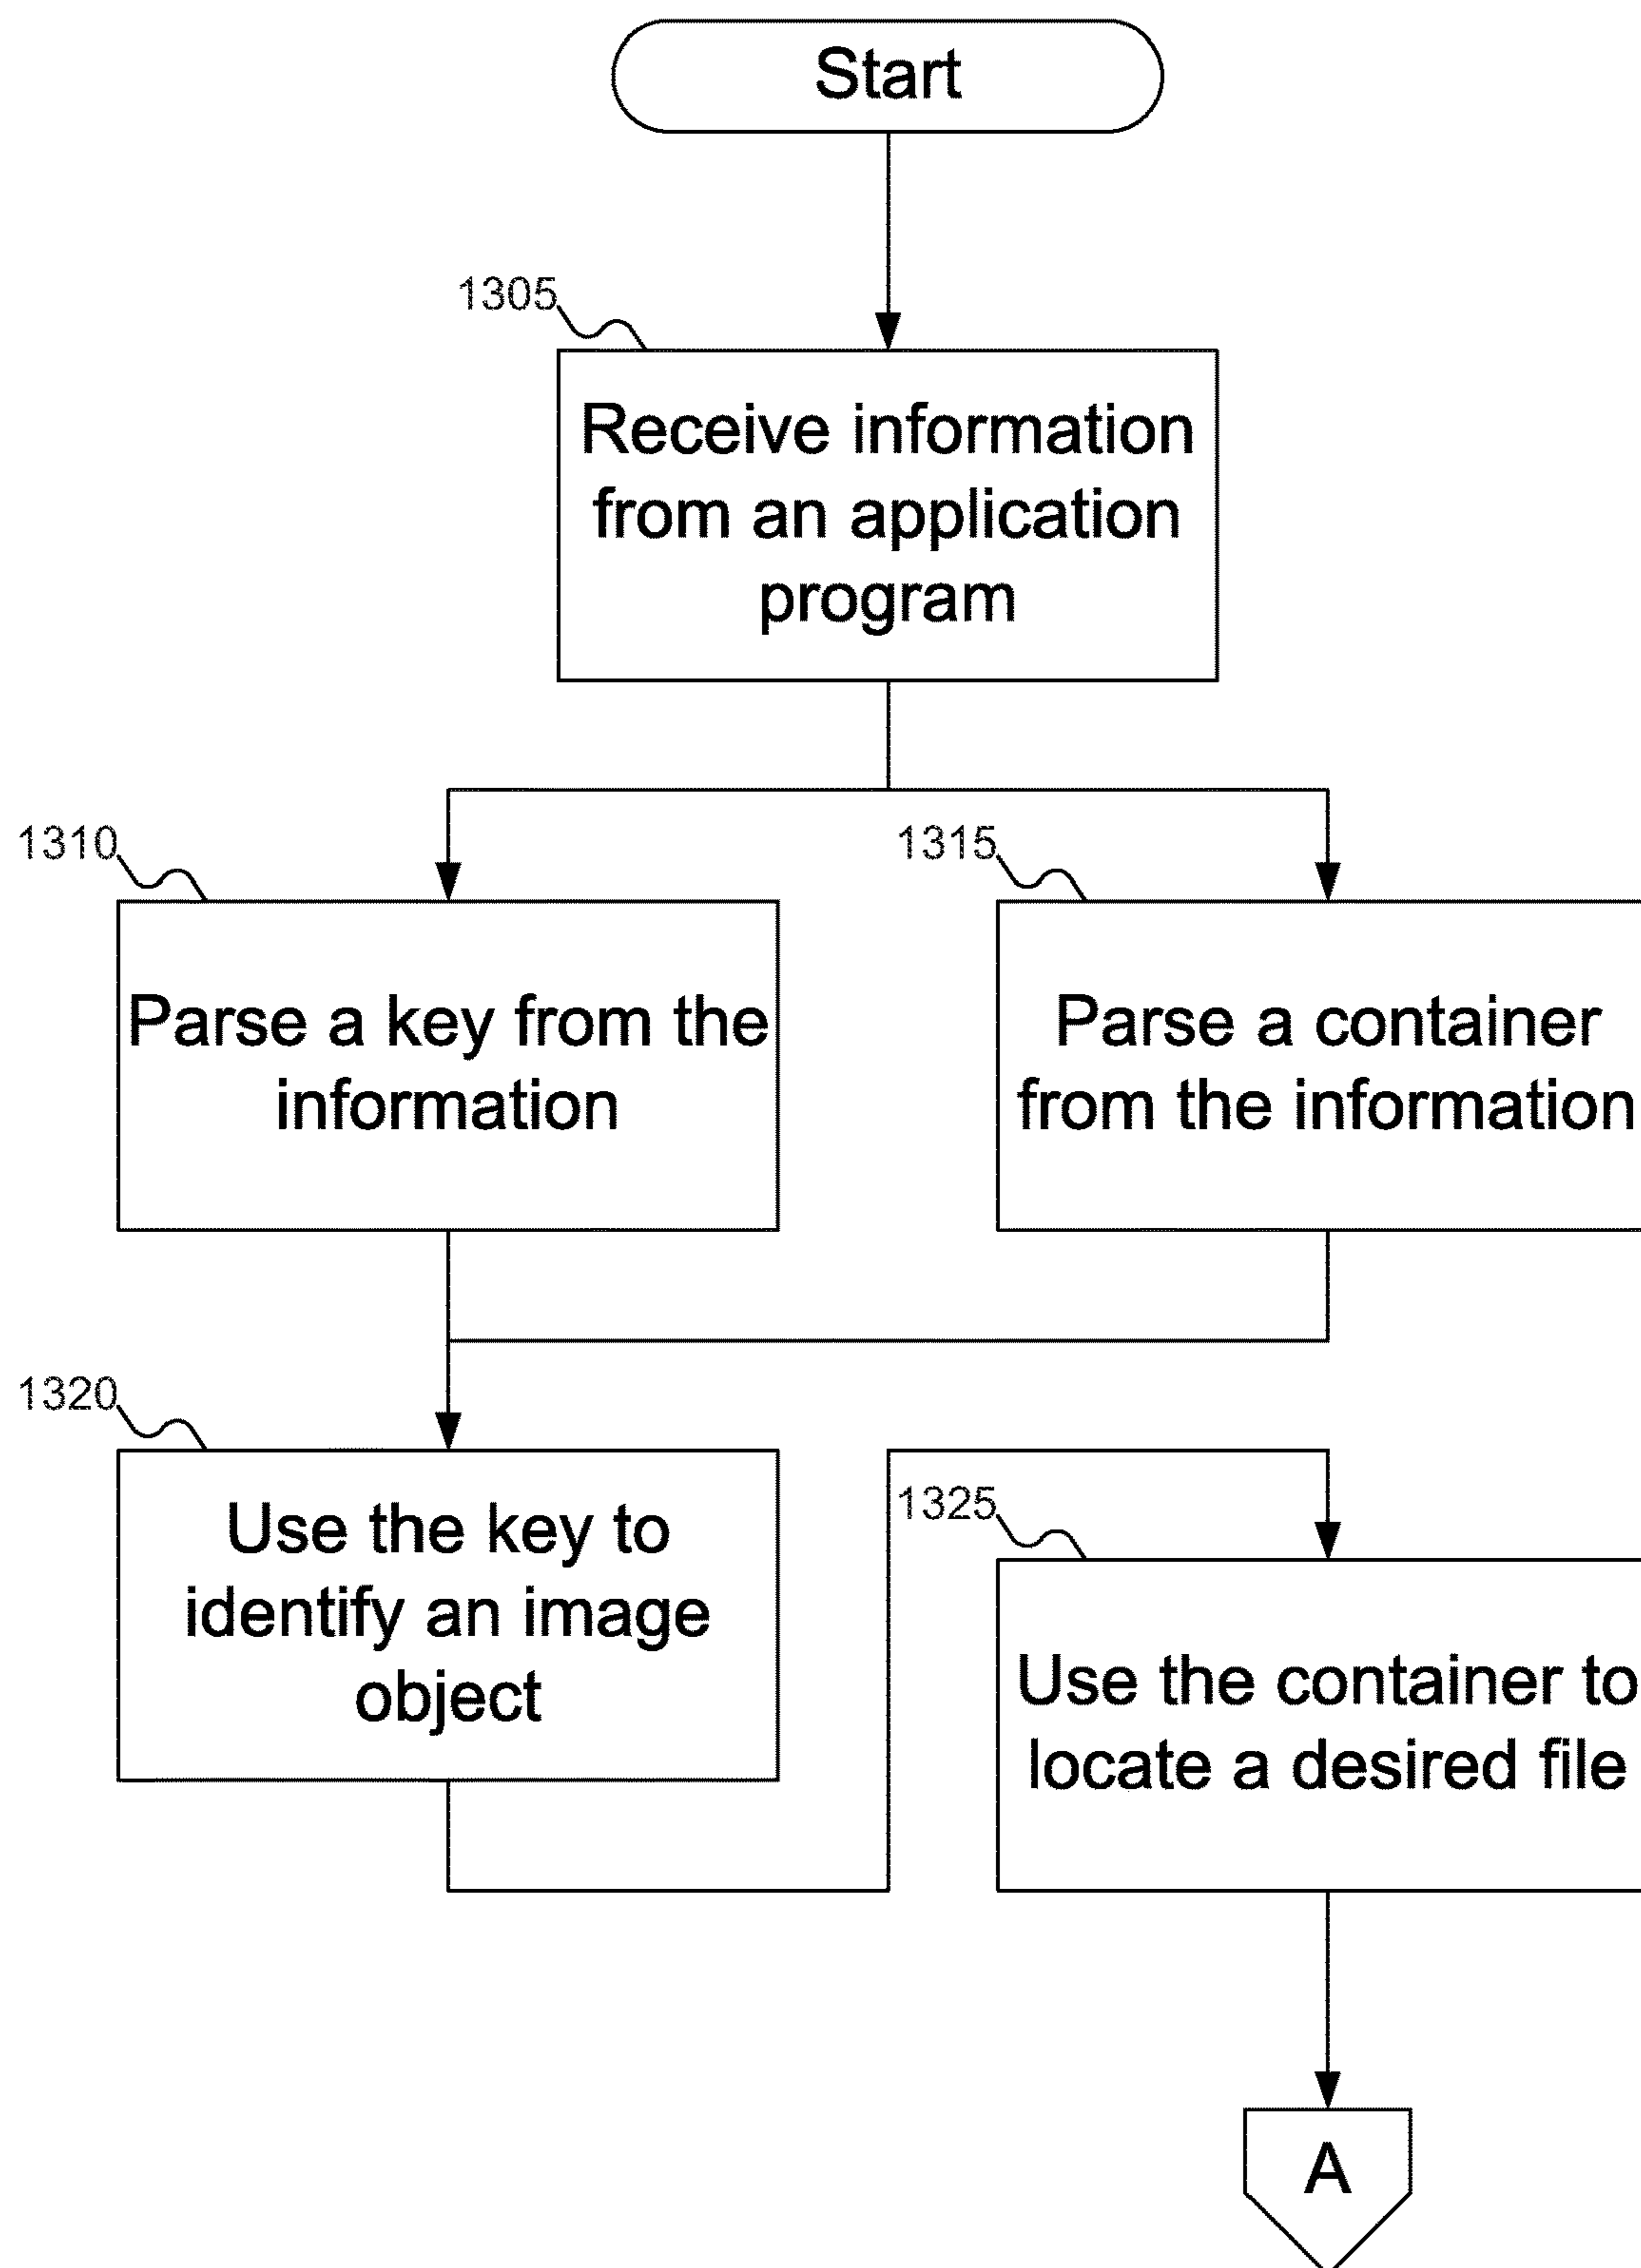 Start
1305
Receive information
from an application
program
1310
Parse a key from the
information
1315
Parse a container
from the information
1320
Use the key to
identify an image
object
1325
Use the container to
locate a desired file
A